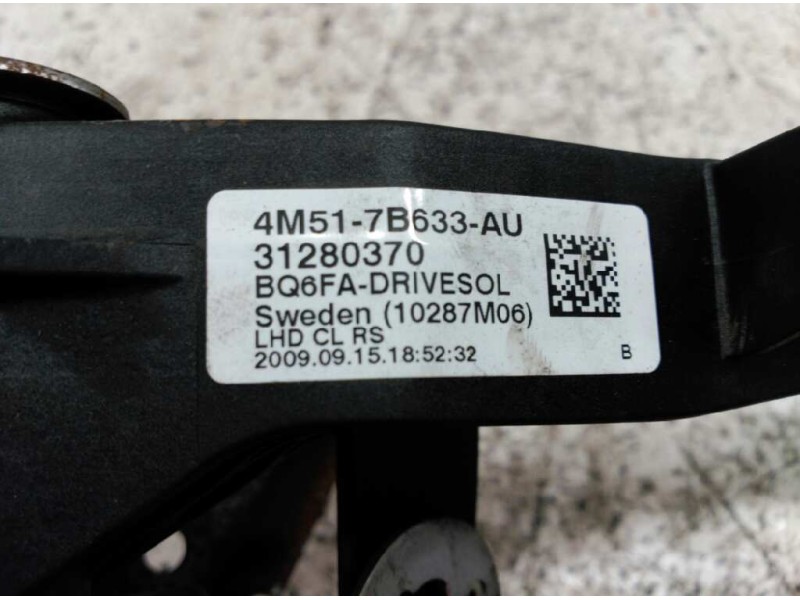 4M51-7B633-AU
31280370
BQ6FA-DRIVESOL
Sweden (10287M06)
LHD CL RS
2009.09.15.18:52:32
B